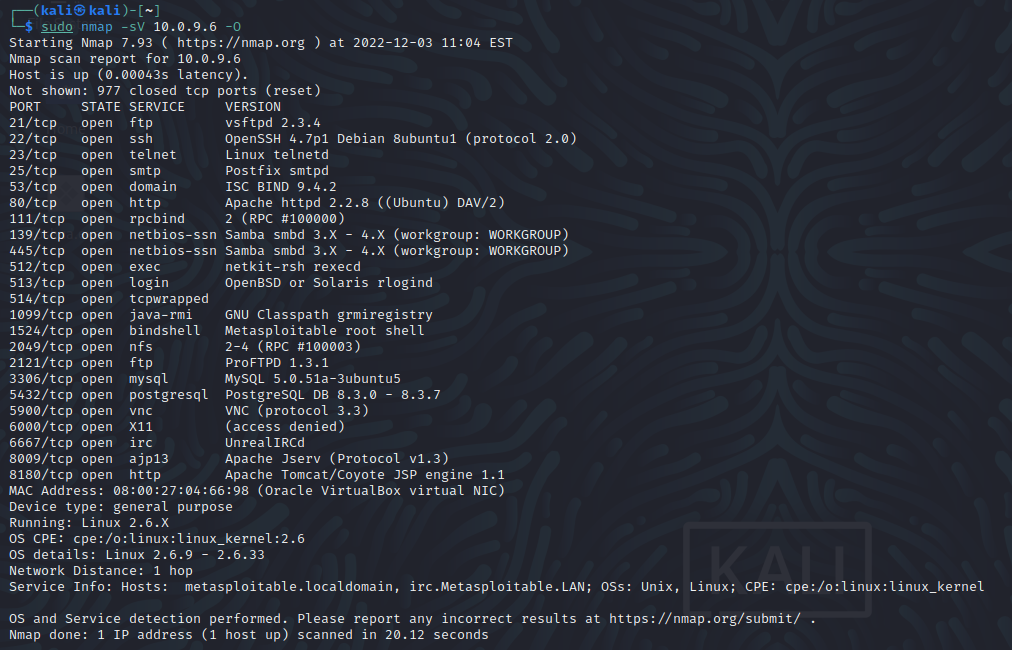 ┌──(kali㉿kali)-[~]
└─$ sudo nmap -sV 10.0.9.6 -O
Starting Nmap 7.93 ( https://nmap.org ) at 2022-12-03 11:04 EST
Nmap scan report for 10.0.9.6
Host is up (0.00043s latency).
Not shown: 977 closed tcp ports (reset)
PORT     STATE SERVICE     VERSION
21/tcp   open  ftp         vsftpd 2.3.4
22/tcp   open  ssh         OpenSSH 4.7p1 Debian 8ubuntu1 (protocol 2.0)
23/tcp   open  telnet      Linux telnetd
25/tcp   open  smtp        Postfix smtpd
53/tcp   open  domain      ISC BIND 9.4.2
80/tcp   open  http        Apache httpd 2.2.8 ((Ubuntu) DAV/2)
111/tcp  open  rpcbind     2 (RPC #100000)
139/tcp  open  netbios-ssn Samba smbd 3.X - 4.X (workgroup: WORKGROUP)
445/tcp  open  netbios-ssn Samba smbd 3.X - 4.X (workgroup: WORKGROUP)
512/tcp  open  exec        netkit-rsh rexecd
513/tcp  open  login       OpenBSD or Solaris rlogind
514/tcp  open  tcpwrapped
1099/tcp open  java-rmi    GNU Classpath grmiregistry
1524/tcp open  bindshell   Metasploitable root shell
2049/tcp open  nfs         2-4 (RPC #100003)
2121/tcp open  ftp         ProFTPD 1.3.1
3306/tcp open  mysql       MySQL 5.0.51a-3ubuntu5
5432/tcp open  postgresql  PostgreSQL DB 8.3.0 - 8.3.7
5900/tcp open  vnc         VNC (protocol 3.3)
6000/tcp open  X11         (access denied)
6667/tcp open  irc         UnrealIRCd
8009/tcp open  ajp13       Apache Jserv (Protocol v1.3)
8180/tcp open  http        Apache Tomcat/Coyote JSP engine 1.1
MAC Address: 08:00:27:04:66:98 (Oracle VirtualBox virtual NIC)
Device type: general purpose
Running: Linux 2.6.X
OS CPE: cpe:/o:linux:linux_kernel:2.6
OS details: Linux 2.6.9 - 2.6.33
Network Distance: 1 hop
Service Info: Hosts:  metasploitable.localdomain, irc.Metasploitable.LAN; OSs: Unix, Linux; CPE: cpe:/o:linux:linux_kernel
KALI
OS and Service detection performed. Please report any incorrect results at https://nmap.org/submit/ .
Nmap done: 1 IP address (1 host up) scanned in 20.12 seconds